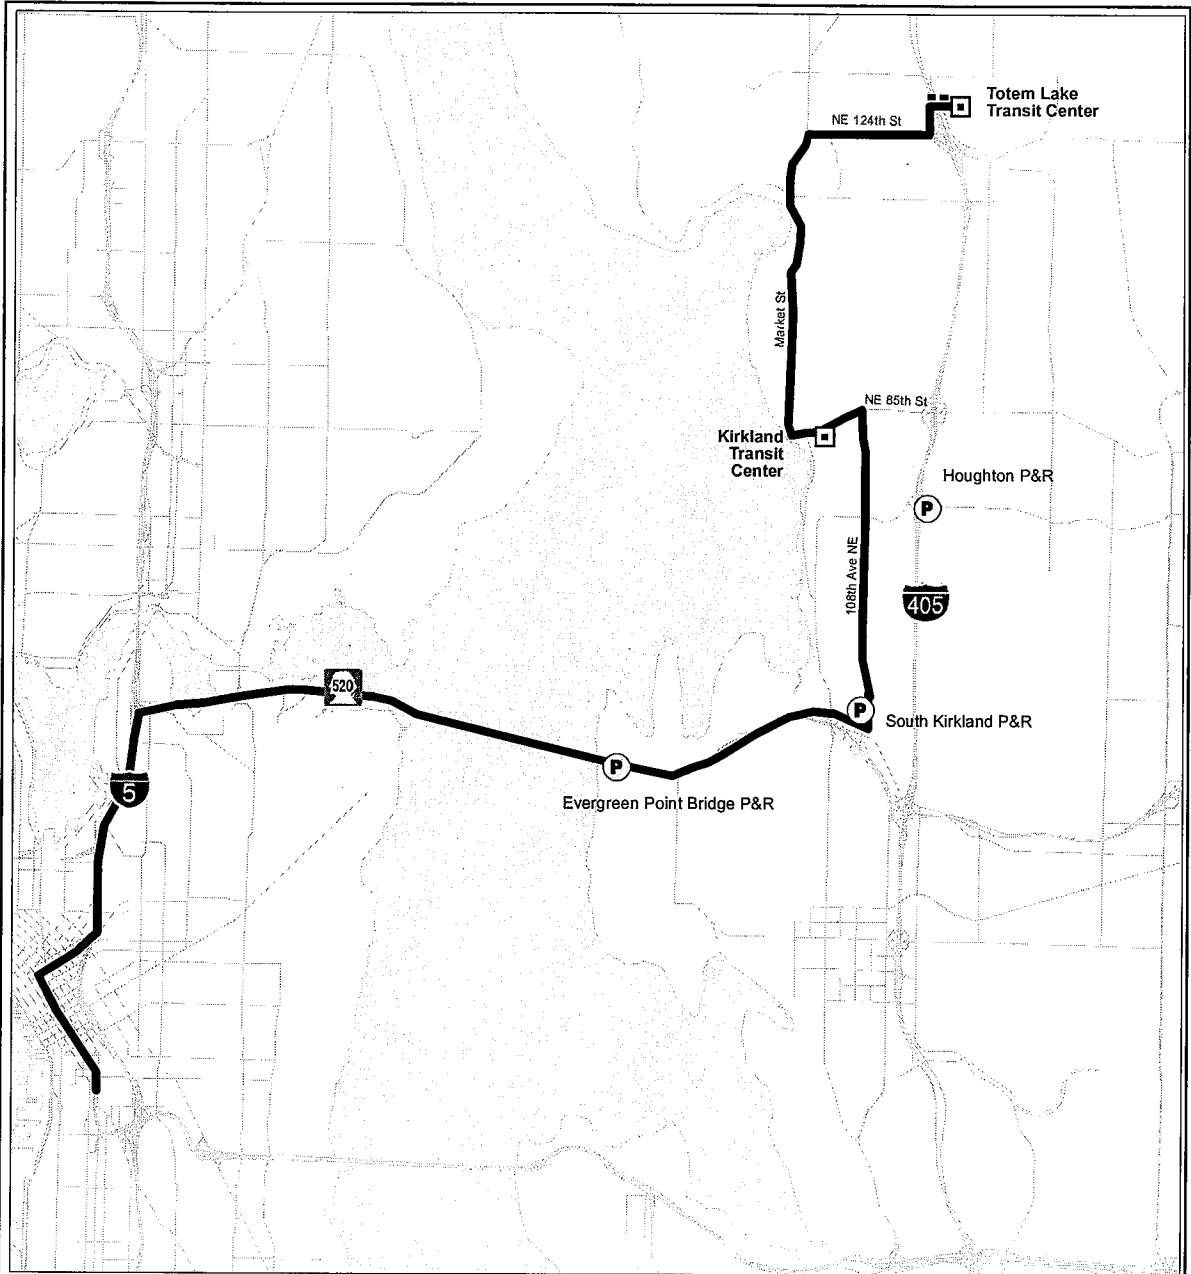 Totem Lake
Transit Center
NE 124th St
Market St
NE 85th St
Kirkland
Transit
Center
Houghton P&R
P
108th Ave NE
405
520
P
South Kirkland P&R
P
Evergreen Point Bridge P&R
5